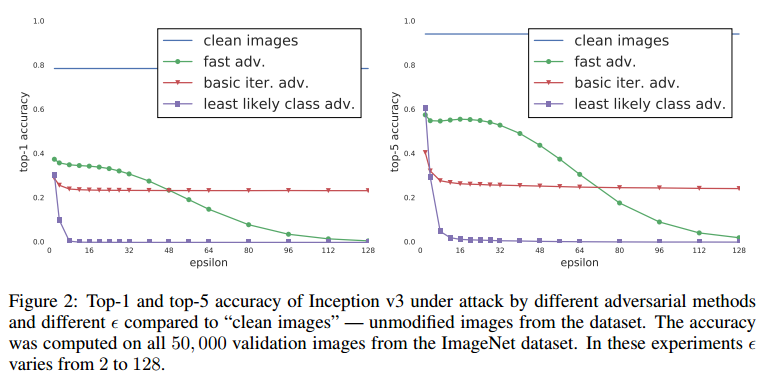 1.0
0.8
0.6
0.4
0.2
0.0
top-1 accuracy
clean images
fast adv.
basic iter. adv.
least likely class adv.
0 16 32 48 64 80 96 112 128
epsilon
1.0
0.8
0.6
0.4
0.2
0.0
top-5 accuracy
clean images
fast adv.
basic iter. adv.
least likely class adv.
0 16 32 48 64 80 96 112 128
epsilon
Figure 2: Top-1 and top-5 accuracy of Inception v3 under attack by different adversarial methods
and different ϵ compared to “clean images” — unmodified images from the dataset. The accuracy
was computed on all 50,000 validation images from the ImageNet dataset. In these experiments ϵ
varies from 2 to 128.